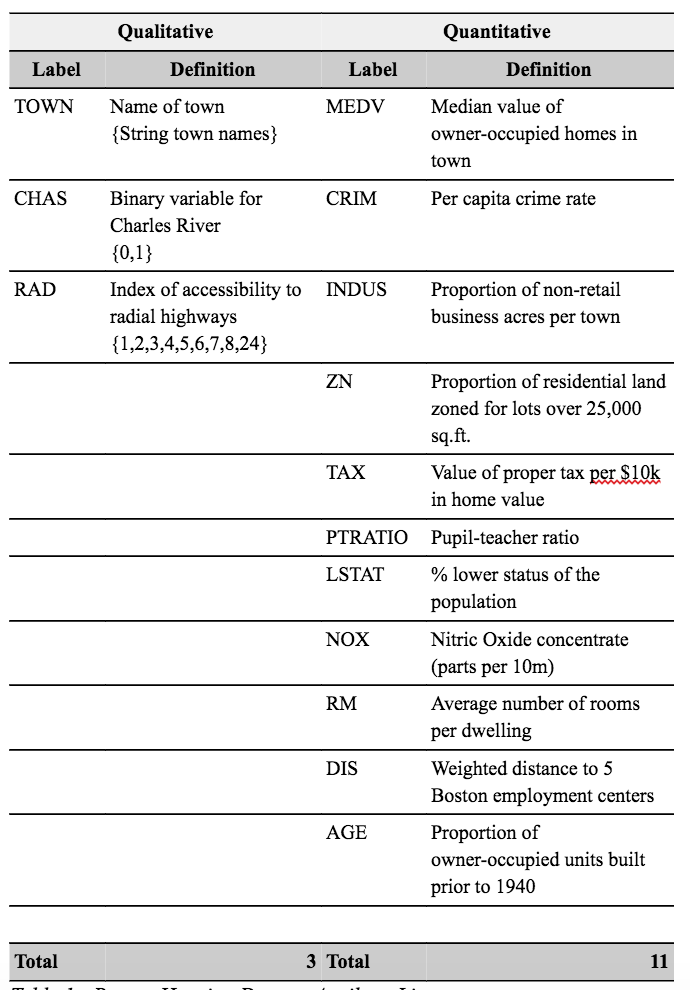 Qualitative Quantitative
Label Definition Label Definition
TOWN Name of town MEDV Median value of
{String town names} owner-occupied homes in
town
CHAS Binary variable for CRIM Per capita crime rate
Charles River
{0,1}
RAD Index of accessibility to INDUS Proportion of non-retail
radial highways business acres per town
{1,2,3,4,5,6,7,8,24}
ZN Proportion of residential land
zoned for lots over 25,000
sq.ft.
TAX Value of proper tax per $10k
in home value
PTRATIO Pupil-teacher ratio
LSTAT % lower status of the
population
NOX Nitric Oxide concentrate
(parts per 10m)
RM Average number of rooms
per dwelling
DIS Weighted distance to 5
Boston employment centers
AGE Proportion of
owner-occupied units built
prior to 1940
Total 3 Total 11